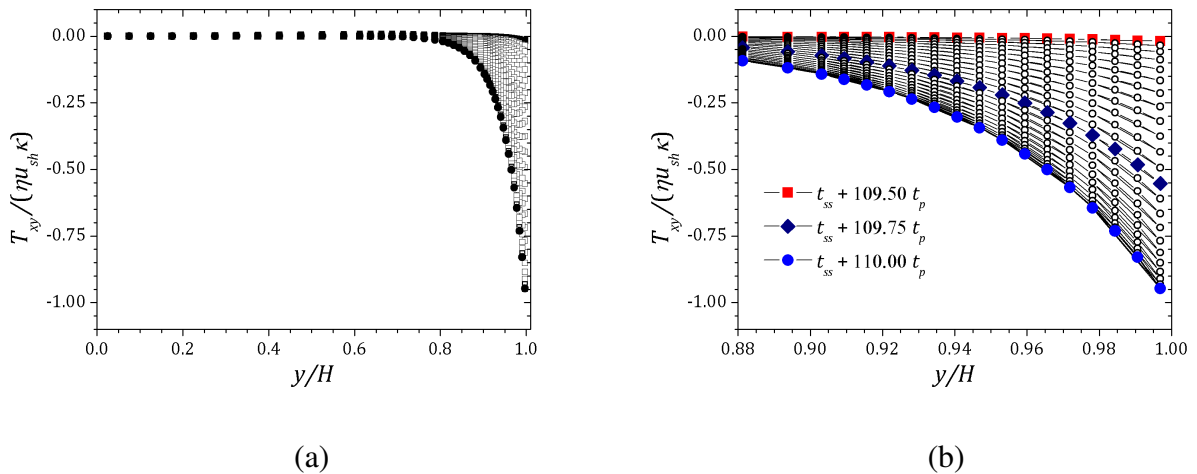 0.00
-0.25
-0.50
-0.75
-1.00
T_xy/(ηu_shκ)
0.0 0.2 0.4 0.6 0.8 1.0
y/H
(a)
0.00
-0.25
-0.50
-0.75
-1.00
T_xy/(ηu_shκ)
t_ss + 109.50 t_p
t_ss + 109.75 t_p
t_ss + 110.00 t_p
0.88 0.90 0.92 0.94 0.96 0.98 1.00
y/H
(b)